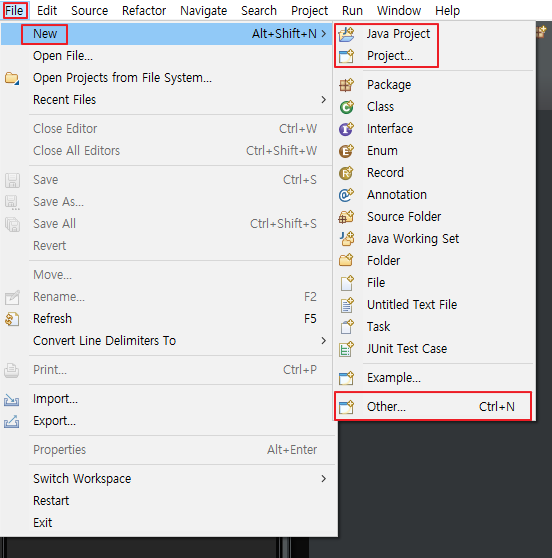 File Edit Source Refactor Navigate Search Project Run Window Help
New Alt+Shift+N
Open File...
Open Projects from File System...
Recent Files
Close Editor Ctrl+W
Close All Editors Ctrl+Shift+W
Save Ctrl+S
Save As...
Save All Ctrl+Shift+S
Revert
Move...
Rename... F2
Refresh F5
Convert Line Delimiters To
Print... Ctrl+P
Import...
Export...
Properties Alt+Enter
Switch Workspace
Restart
Exit
Java Project
Project...
Package
Class
Interface
Enum
Record
Annotation
Source Folder
Java Working Set
Folder
File
Untitled Text File
Task
JUnit Test Case
Example...
Other... Ctrl+N